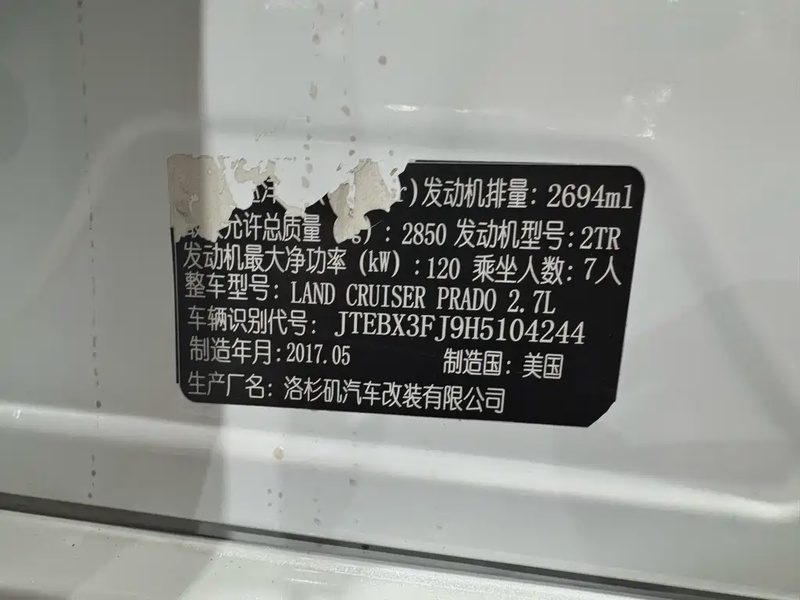 发动机排量: 2694ml
允许总质量 ( g) : 2850 发动机型号: 2TR
发动机最大净功率 (kW) :120 乘坐人数: 7人
整车型号: LAND CRUISER PRADO 2.7L
车辆识别代号: JTEBX3FJ9H5104244
制造年月: 2017.05 制造国: 美国
生产厂名: 洛杉矶汽车改装有限公司